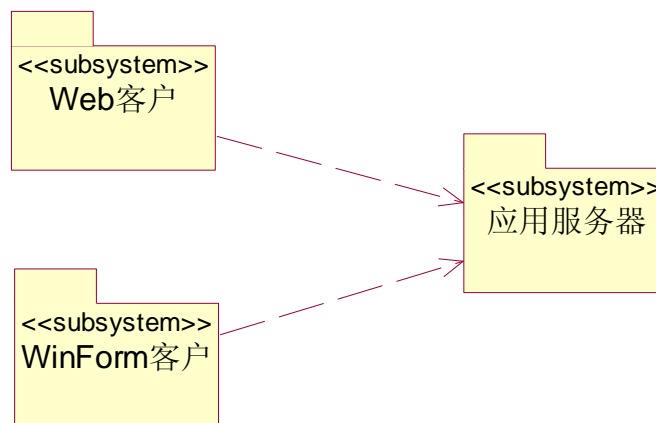 <<subsystem>>
Web客户
<<subsystem>>
应用服务器
<<subsystem>>
WinForm客户